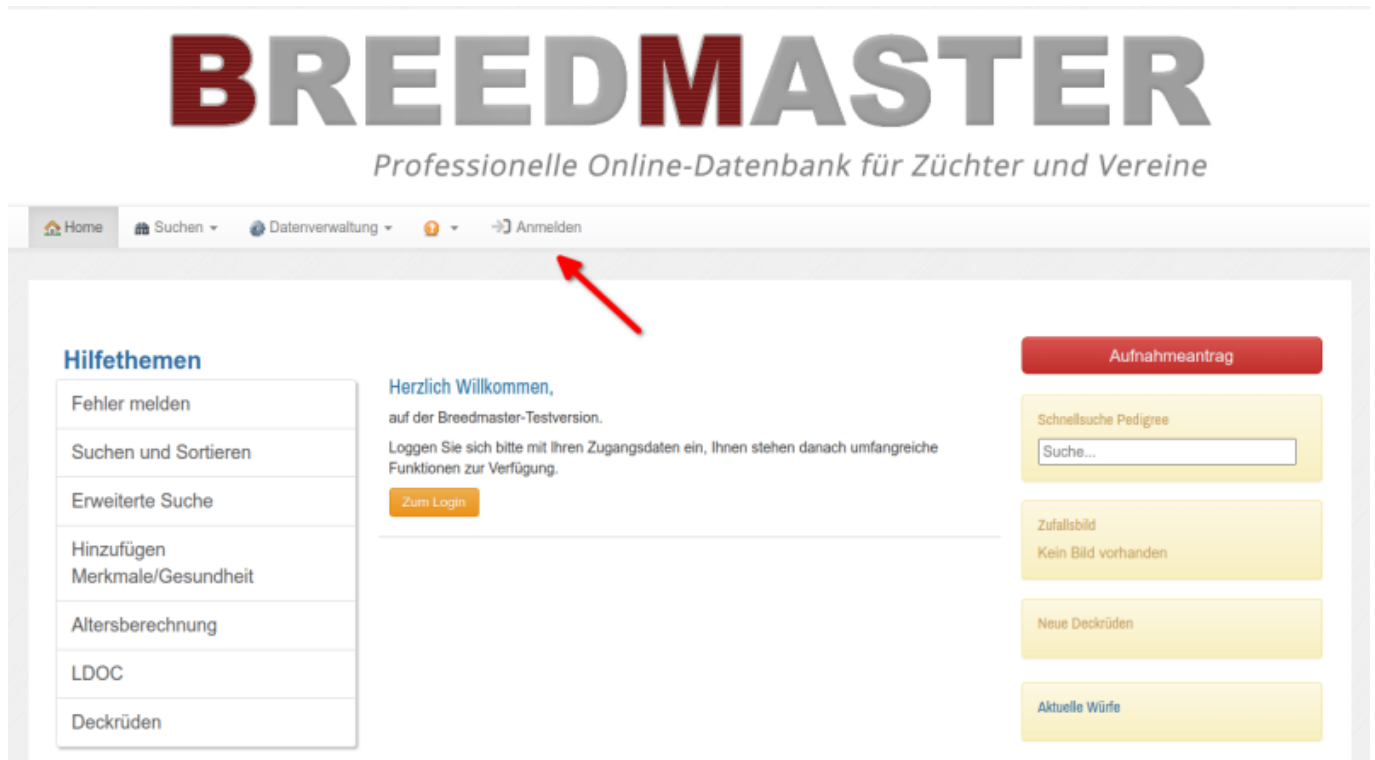 BREEDMASTER
Professionelle Online-Datenbank für Züchter und Vereine
Home Suchen Datenverwaltung Anmelden
Hilfethemen
Fehler melden
Suchen und Sortieren
Erweiterte Suche
Hinzufügen
Merkmale/Gesundheit
Altersberechnung
LDOC
Deckrüden
Herzlich Willkommen,
auf der Breedmaster-Testversion.
Loggen Sie sich bitte mit Ihren Zugangsdaten ein, Ihnen stehen danach umfangreiche
Funktionen zur Verfügung.
Zum Login
Aufnahmeantrag
Schnellsuche Pedigree
Suche...
Zufallsbild
Kein Bild vorhanden
Neue Deckrüden
Aktuelle Würfe